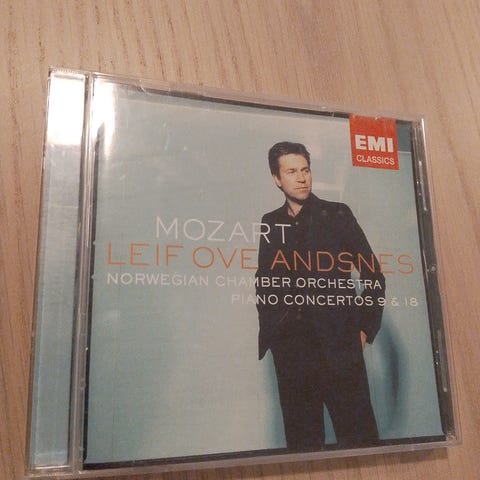 EMI
CLASSICS
MOZART
LEIF OVE ANDSNES
NORWEGIAN CHAMBER ORCHESTRA
PIANO CONCERTOS 9 & 18